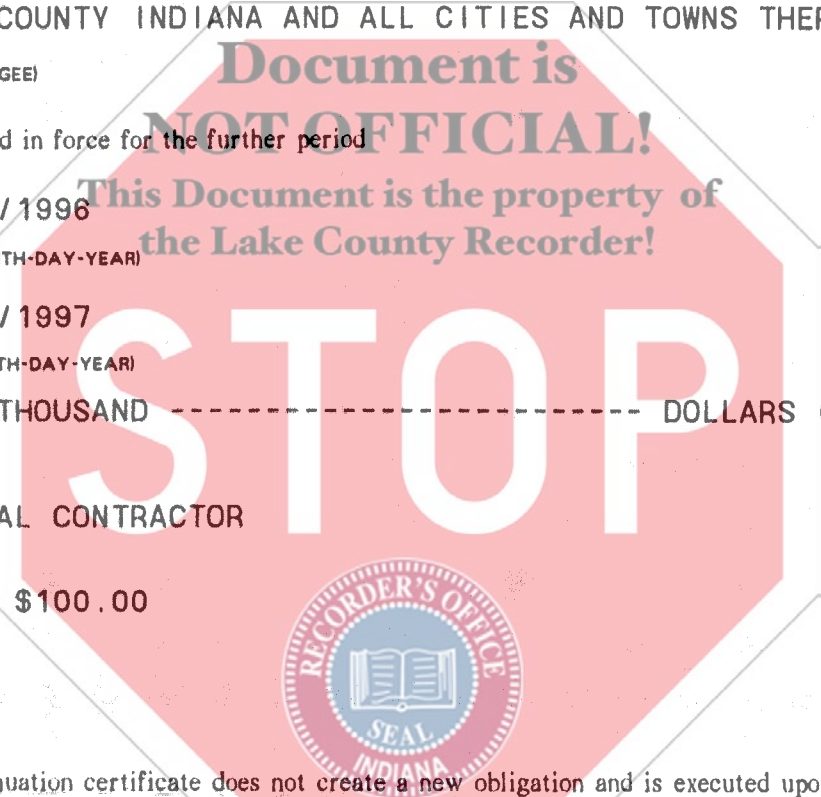 COUNTY INDIANA AND ALL CITIES AND TOWNS
GEE)
Document is
NOT OFFICIAL!
d in force for the further period
This Document is the property of
the Lake County Recorder!
/1996
TH-DAY-YEAR)
/1997
TH-DAY-YEAR)
STOP
THOUSAND ---------------------------- DOLLARS
AL CONTRACTOR
$100.00
RECORDER'S OFFICE
SEAL
INDIANA
nuation certificate does not create a new obligation and is executed upo